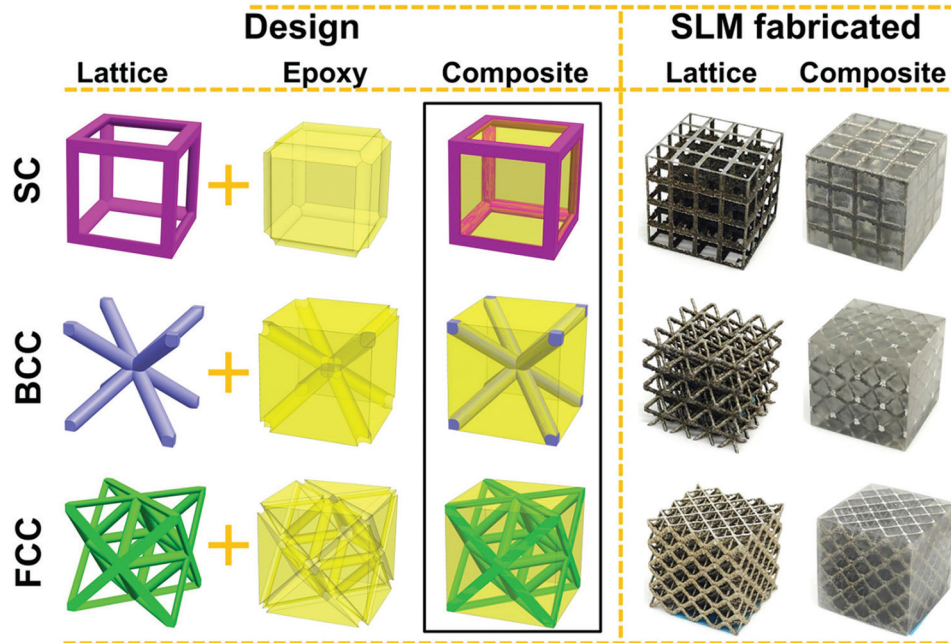 Design
SLM fabricated
Lattice
Epoxy
Composite
Lattice
Composite
SC
+
BCC
+
FCC
+